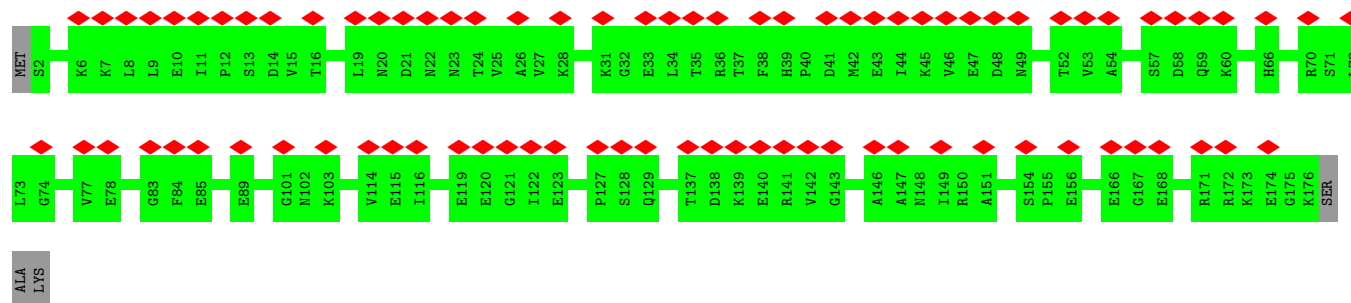 MET S2 K6 K7 L8 L9 E10 I11 P12 S13 D14 V15 T16 L19 N20 D21 N22 N23 T24 V25 A26 V27 K28 K31 G32 E33 L34 T35 R36 T37 F38 H39 P40 D41 M42 E43 I44 K45 V46 E47 D48 N49 T52 V53 A54 S57 D58 Q59 K60 H66 R70 S71
L73 G74 V77 E78 G83 F84 E85 E89 G101 N102 K103 V114 E115 I116 E119 E120 G121 I122 E123 P127 S128 Q129 T137 D138 K139 E140 R141 V142 G143 A146 A147 N148 I149 R150 A151 S154 P155 E156 E166 G167 E168 R171 R172 K173 E174 G175 K176 SER
ALA LYS